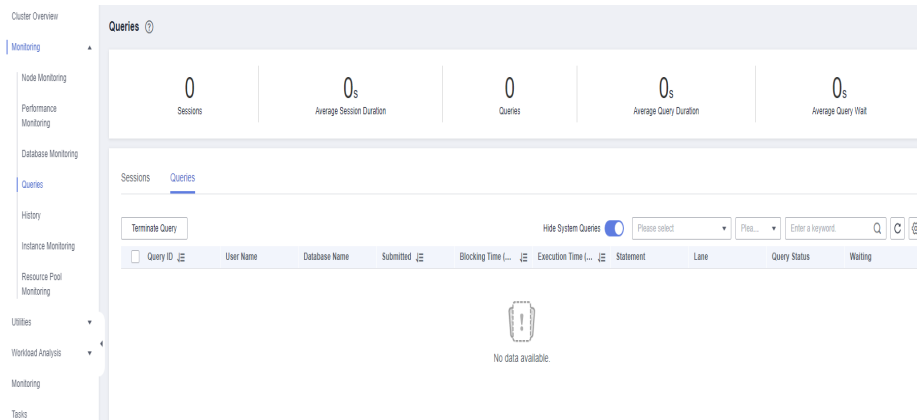 Cluster Overview
Monitoring
Node Monitoring
Performance
Monitoring
Database Monitoring
Queries
History
Instance Monitoring
Resource Pool
Monitoring
Utilities
Workload Analysis
Monitoring
Tasks
Queries
0
Sessions
0s
Average Session Duration
0
Queries
0s
Average Query Duration
0s
Average Query Wait
Sessions Queries
Terminate Query Hide System Queries Please select Plea... Enter a keyword.
Query ID User Name Database Name Submitted Blocking Time (... Execution Time (... Statement Lane Query Status Waiting
No data available.